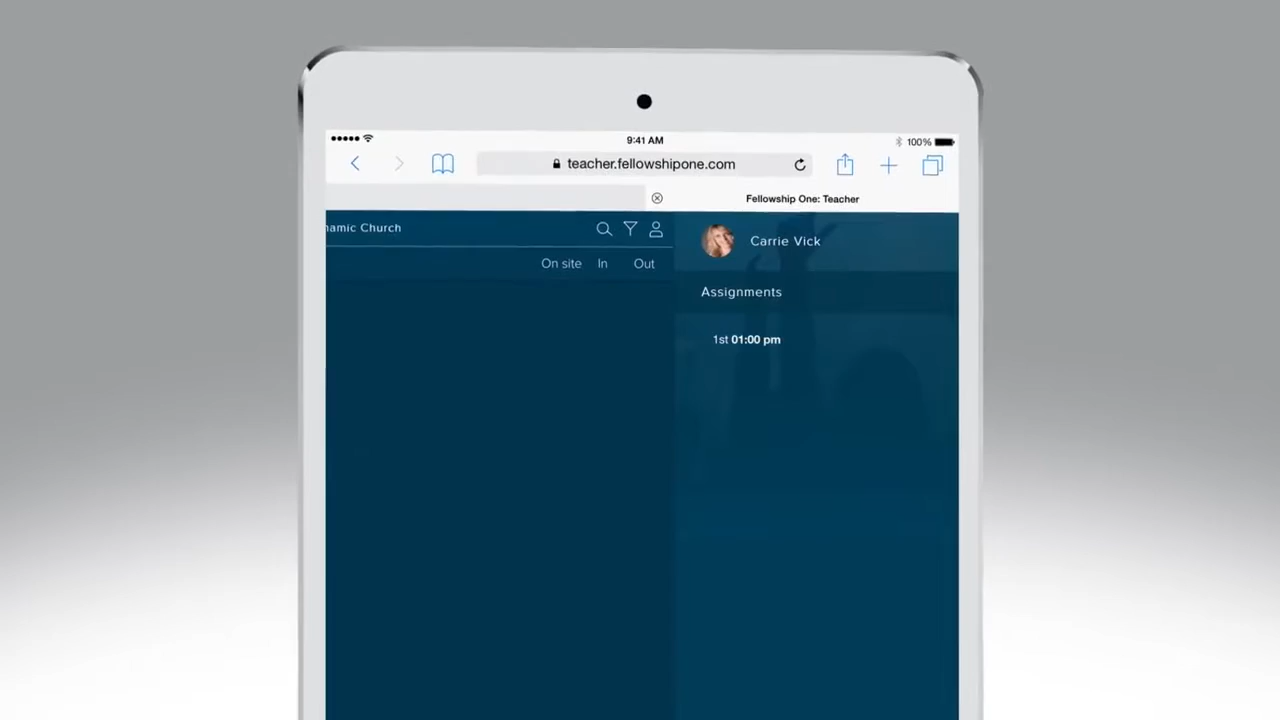 9:41 AM
100%
teacher.fellowshipone.com
Fellowship One: Teacher
Church
Carrie Vick
On site In Out
Assignments
1st 01:00 pm